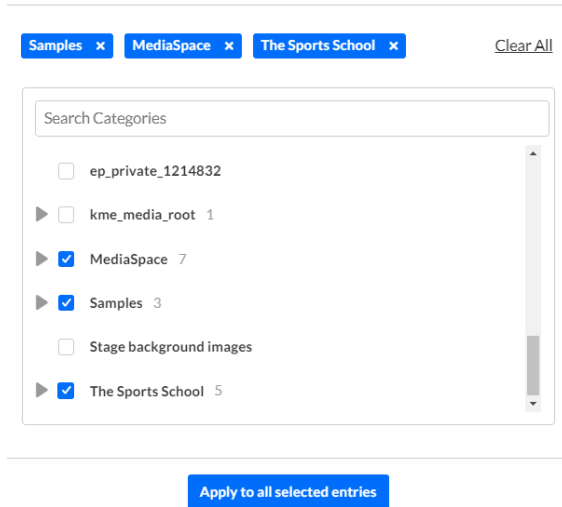 Samples × MediaSpace × The Sports School × Clear All
Search Categories
ep_private_1214832
kme_media_root 1
MediaSpace 7
Samples 3
Stage background images
The Sports School 5
Apply to all selected entries